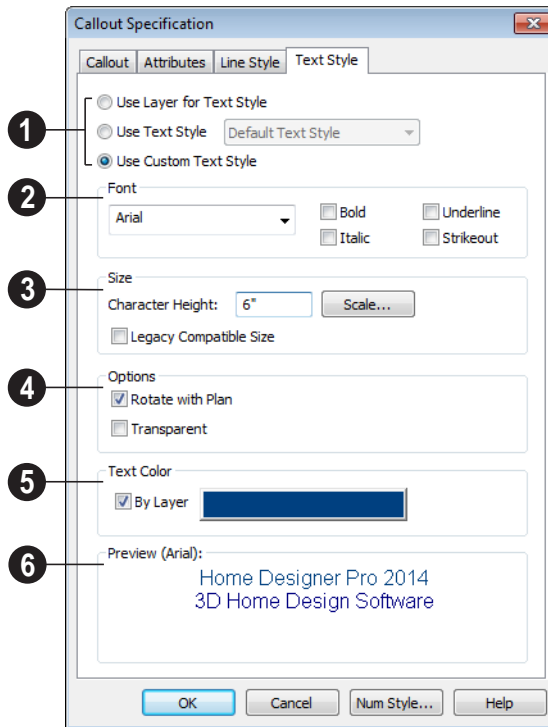 Callout Specification
Callout Attributes Line Style Text Style
Use Layer for Text Style
1 Use Text Style Default Text Style
Use Custom Text Style
2 Font
Arial Bold Underline
Italic Strikeout
3 Size
Character Height: 6" Scale...
Legacy Compatible Size
4 Options
Rotate with Plan
Transparent
5 Text Color
By Layer
6 Preview (Arial):
Home Designer Pro 2014
3D Home Design Software
OK Cancel Num Style... Help